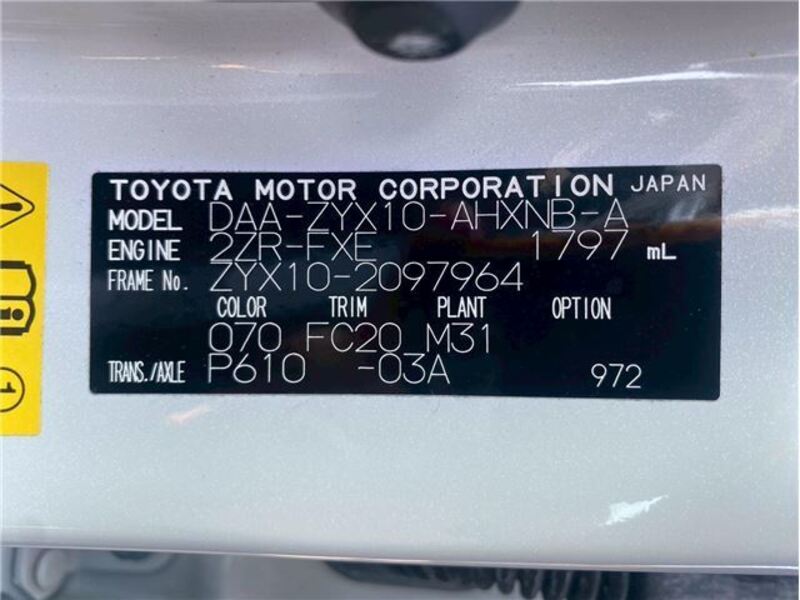 TOYOTA MOTOR CORPORATION JAPAN
MODEL DAA-ZYX10-AHXNB-A
ENGINE 2ZR-FXE 1797 mL
FRAME No. ZYX10-2097964
COLOR TRIM PLANT OPTION
070 FC20 M31
TRANS./AXLE P610 -03A 972
1